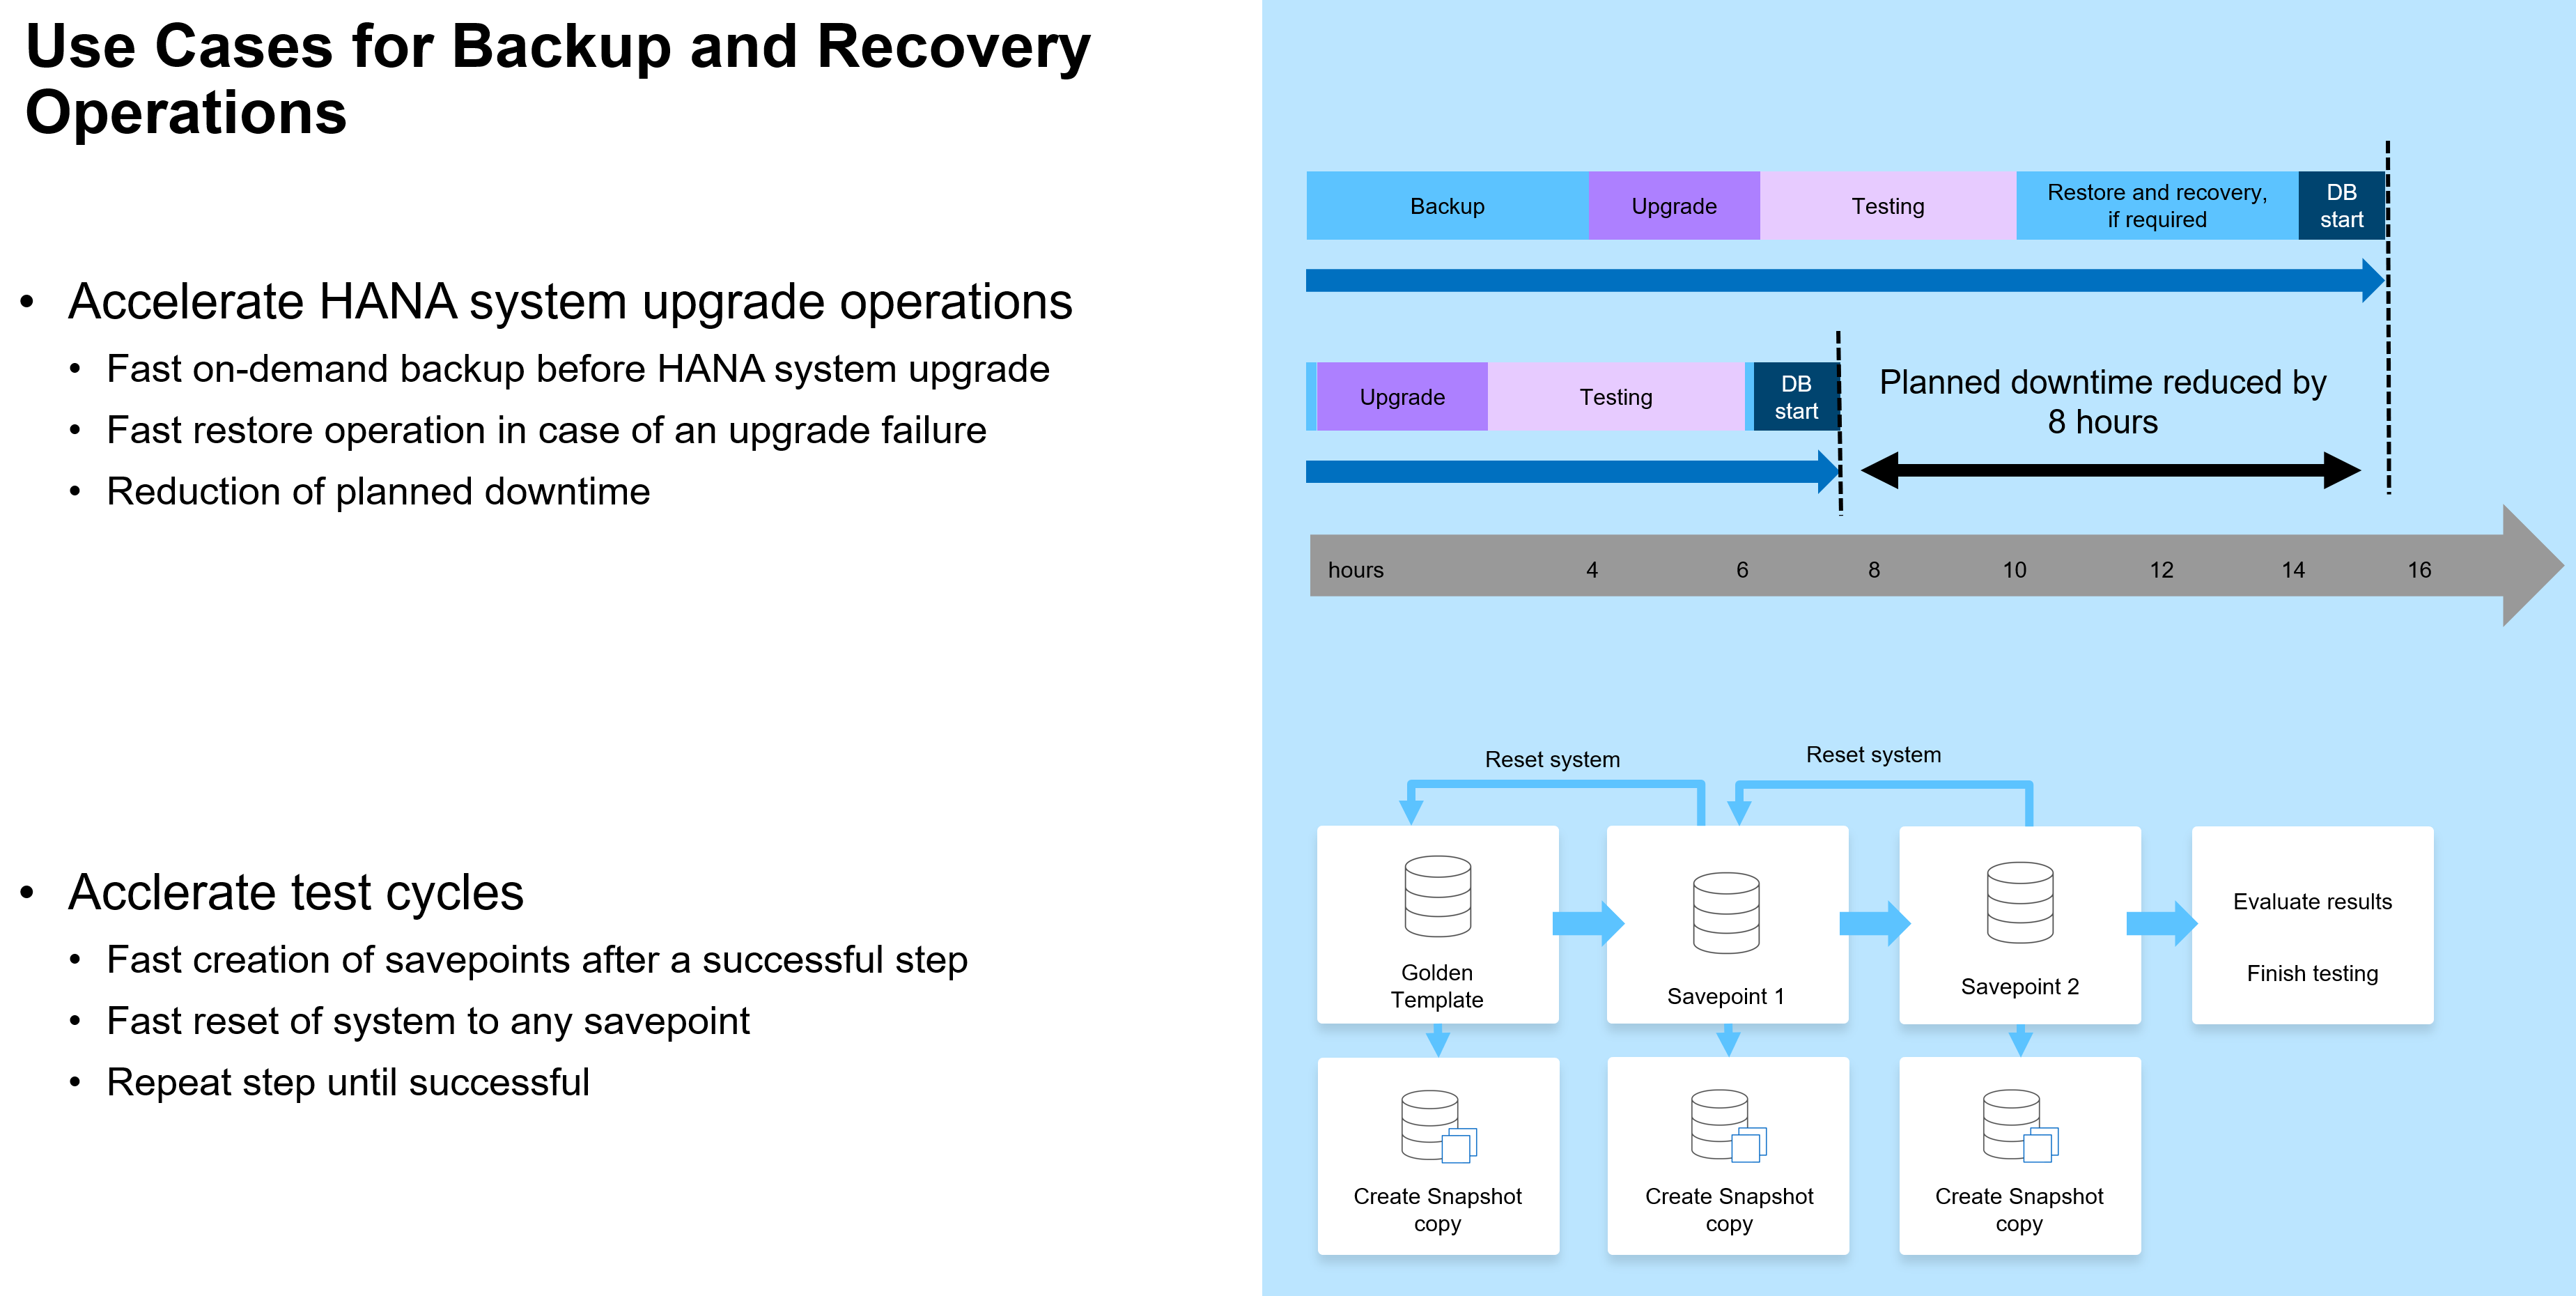 Use Cases for Backup and Recovery
Operations
• Accelerate HANA system upgrade operations
• Fast on-demand backup before HANA system upgrade
• Fast restore operation in case of an upgrade failure
• Reduction of planned downtime
• Acclerate test cycles
• Fast creation of savepoints after a successful step
• Fast reset of system to any savepoint
• Repeat step until successful
Backup
Upgrade
Testing
Restore and recovery,
if required
DB
start
Upgrade
Testing
DB
start
Planned downtime reduced by
8 hours
hours
4
6
8
10
12
14
16
Reset system
Reset system
Golden
Template
Savepoint 1
Savepoint 2
Evaluate results
Finish testing
Create Snapshot
copy
Create Snapshot
copy
Create Snapshot
copy